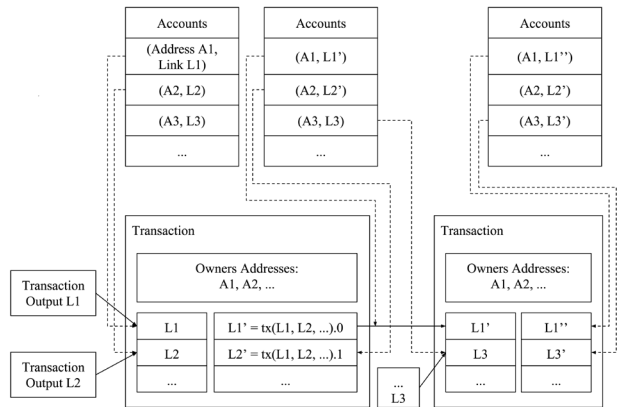 Accounts
(Address A1,
Link L1)
(A2, L2)
(A3, L3)
...
Accounts
(A1, L1’)
(A2, L2’)
(A3, L3)
...
Accounts
(A1, L1’’)
(A2, L2’)
(A3, L3’)
...
Transaction
Owners Addresses:
A1, A2, ...
L1
L1’ = tx(L1, L2, ...).0
L2
L2’ = tx(L1, L2, ...).1
...
...
Transaction
Output L1
Transaction
Output L2
...
L3
Transaction
Owners Addresses:
A1, A2, ...
L1’
L1’’
L3
L3’
...
...